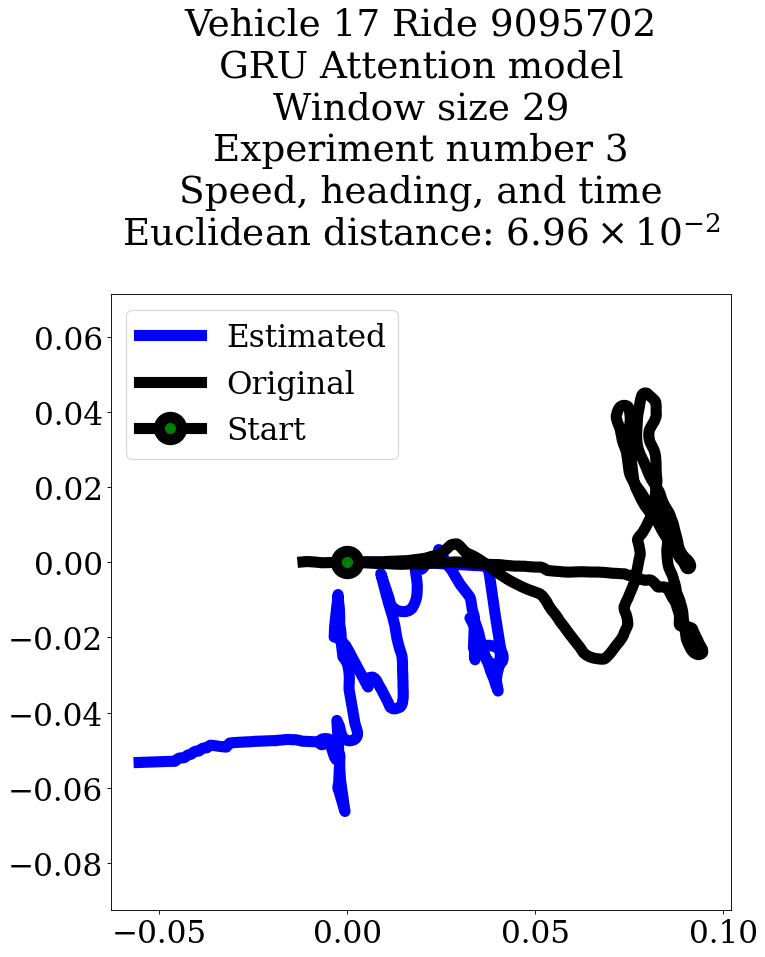 Vehicle 17 Ride 9095702
GRU Attention model
Window size 29
Experiment number 3
Speed, heading, and time
Euclidean distance: 6.96 × 10⁻²
Estimated
Original
Start
0.06
0.04
0.02
0.00
−0.02
−0.04
−0.06
−0.08
−0.05 0.00 0.05 0.10